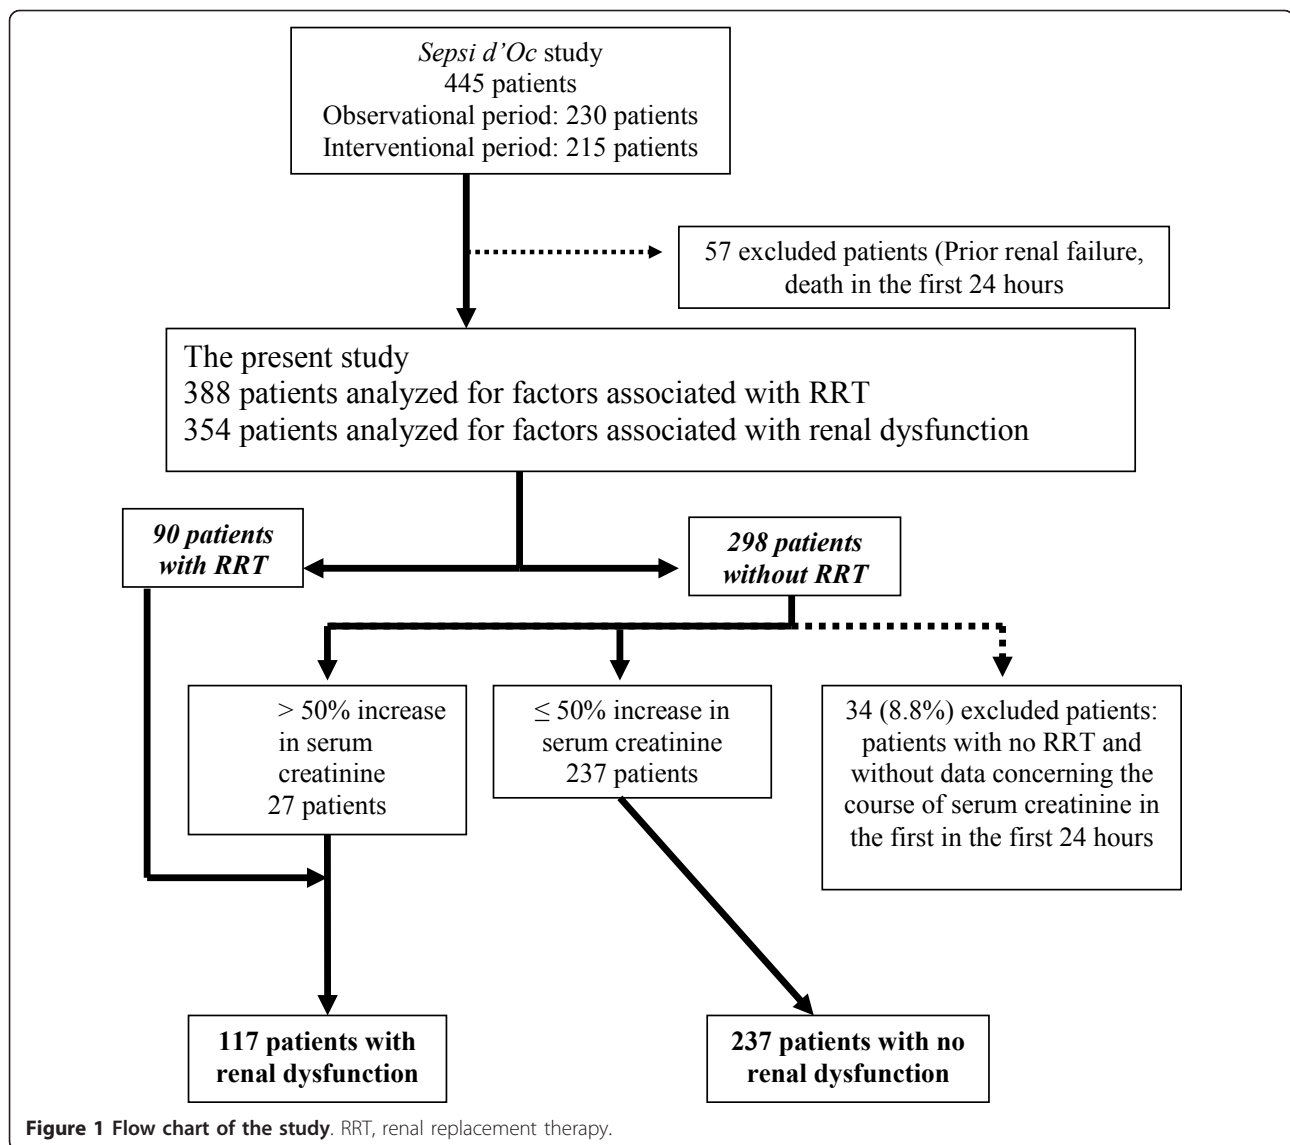 Sepsi d'Oc study
445 patients
Observational period: 230 patients
Interventional period: 215 patients
57 excluded patients (Prior renal failure,
death in the first 24 hours
The present study
388 patients analyzed for factors associated with RRT
354 patients analyzed for factors associated with renal dysfunction
90 patients
with RRT
298 patients
without RRT
> 50% increase
in serum
creatinine
27 patients
≤ 50% increase in
serum creatinine
237 patients
34 (8.8%) excluded patients:
patients with no RRT and
without data concerning the
course of serum creatinine in
the first in the first 24 hours
117 patients with
renal dysfunction
237 patients with no
renal dysfunction
Figure 1 Flow chart of the study. RRT, renal replacement therapy.